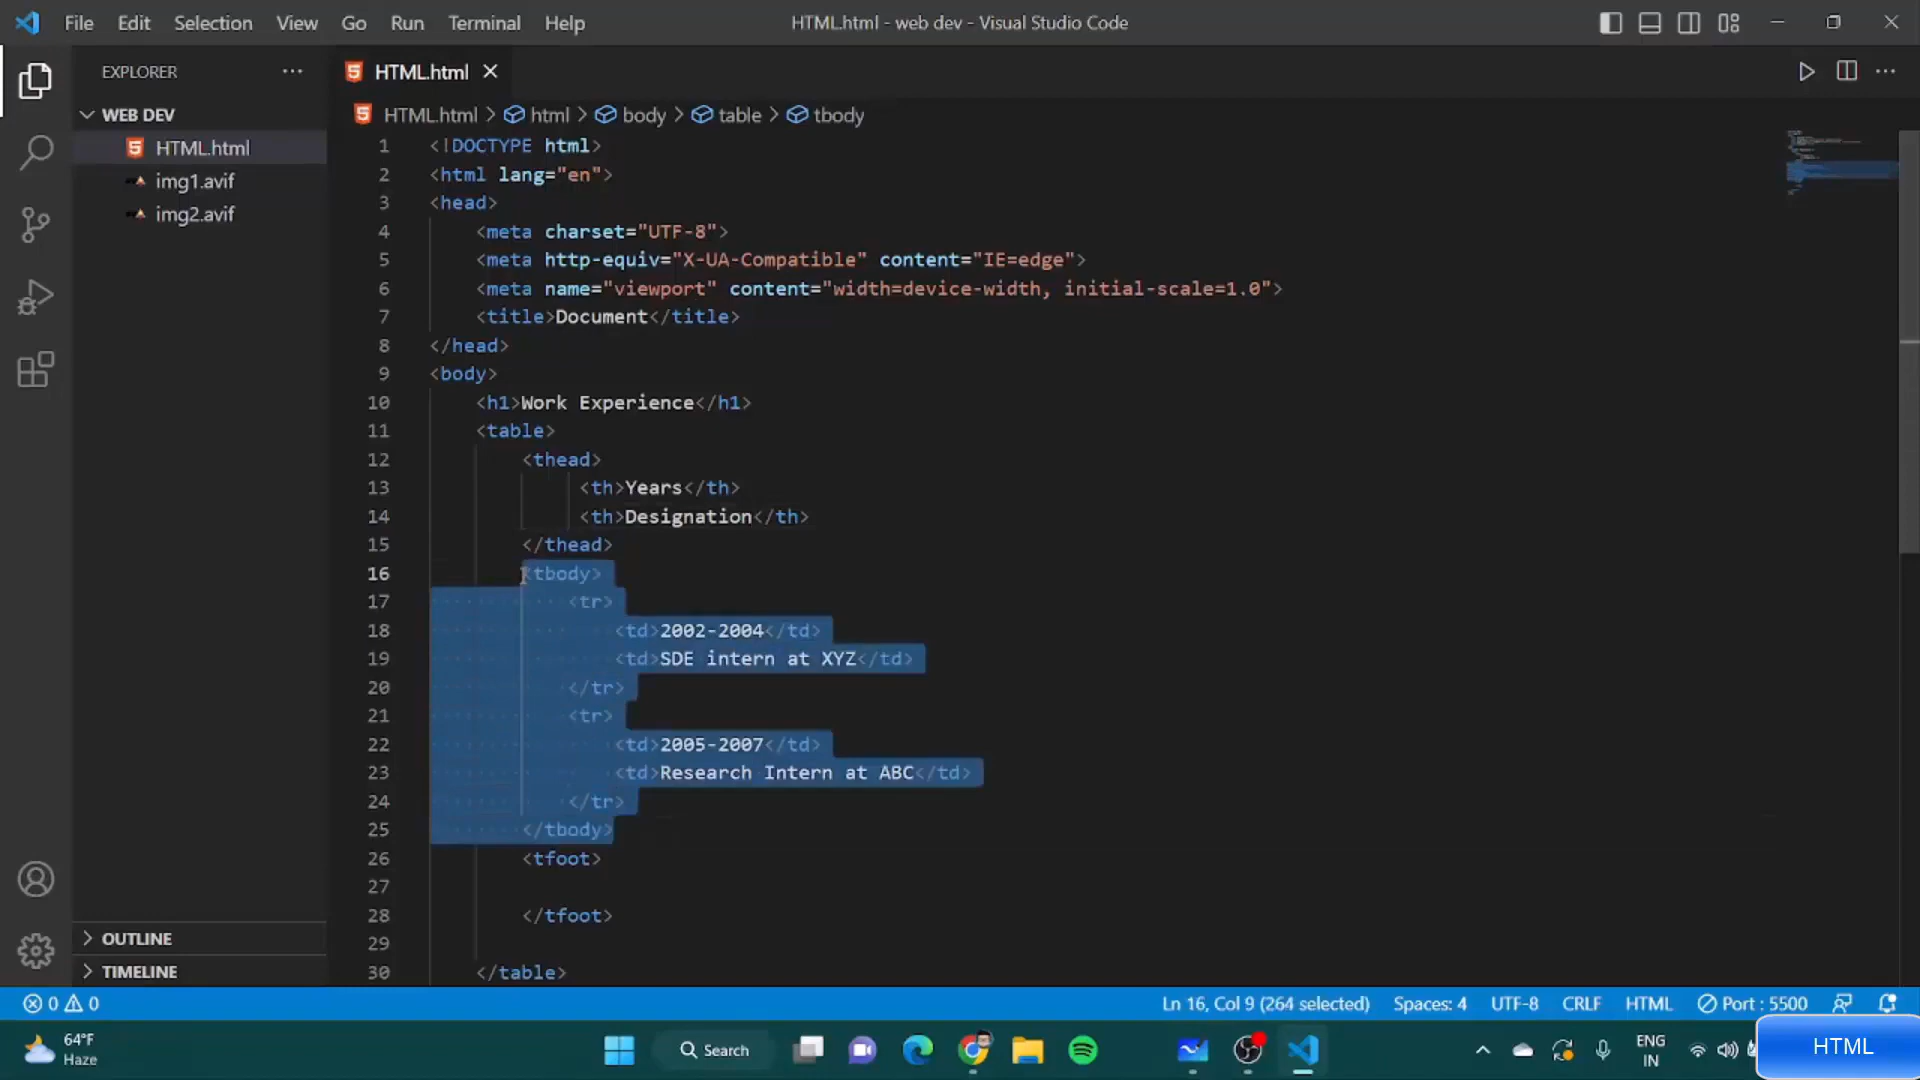 File Edit Selection View Go Run Terminal Help
HTML.html - web dev - Visual Studio Code
EXPLORER
HTML.html
WEB DEV
HTML.html
img1.avif
img2.avif
HTML.html > html > body > table > tbody
1 <!DOCTYPE html>
2 <html lang="en">
3 <head>
4 <meta charset="UTF-8">
5 <meta http-equiv="X-UA-Compatible" content="IE=edge">
6 <meta name="viewport" content="width=device-width, initial-scale=1.0">
7 <title>Document</title>
8 </head>
9 <body>
10 <h1>Work Experience</h1>
11 <table>
12 <thead>
13 <th>Years</th>
14 <th>Designation</th>
15 </thead>
16 <tbody>
17 <tr>
18 <td>2002-2004</td>
19 <td>SDE intern at XYZ</td>
20 </tr>
21 <tr>
22 <td>2005-2007</td>
23 <td>Research Intern at ABC</td>
24 </tr>
25 </tbody>
26 <tfoot>
27
28 </tfoot>
29
30 </table>
OUTLINE
TIMELINE
0 0
Ln 16, Col 9 (264 selected) Spaces: 4 UTF-8 CRLF HTML Port : 5500
64°F
Haze
Search
ENG
IN
HTML